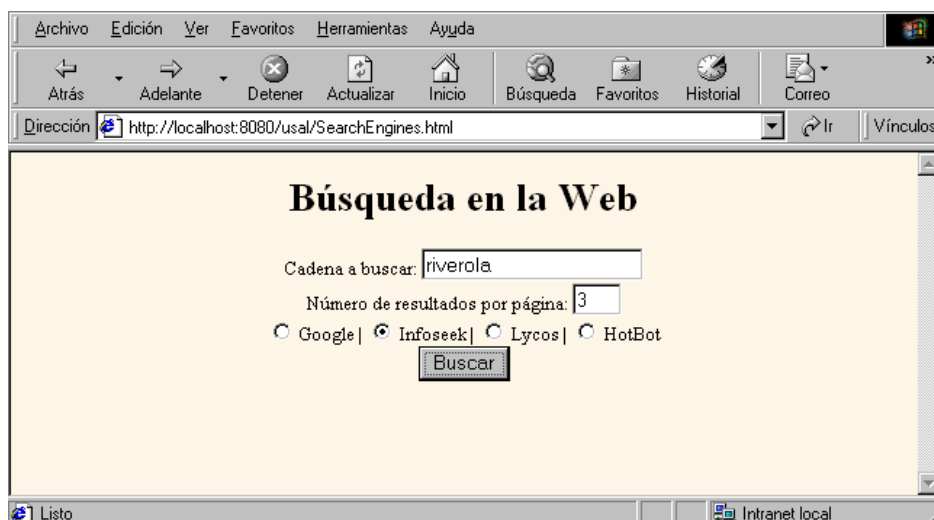 Archivo Edición Ver Favoritos Herramientas Ayuda
Atrás Adelante Detener Actualizar Inicio Búsqueda Favoritos Historial Correo »
Dirección http://localhost:8080/usal/SearchEngines.html Ir Vínculos
Búsqueda en la Web
Cadena a buscar: riverola
Número de resultados por página: 3
Google | Infoseek | Lycos | HotBot
Buscar
Listo Intranet local